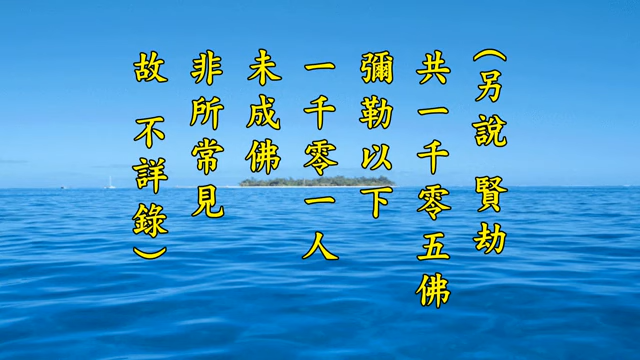 （另說 賢劫
共一千零五佛
彌勒以下
一千零一人
未成佛
非所常見
故 不詳錄）